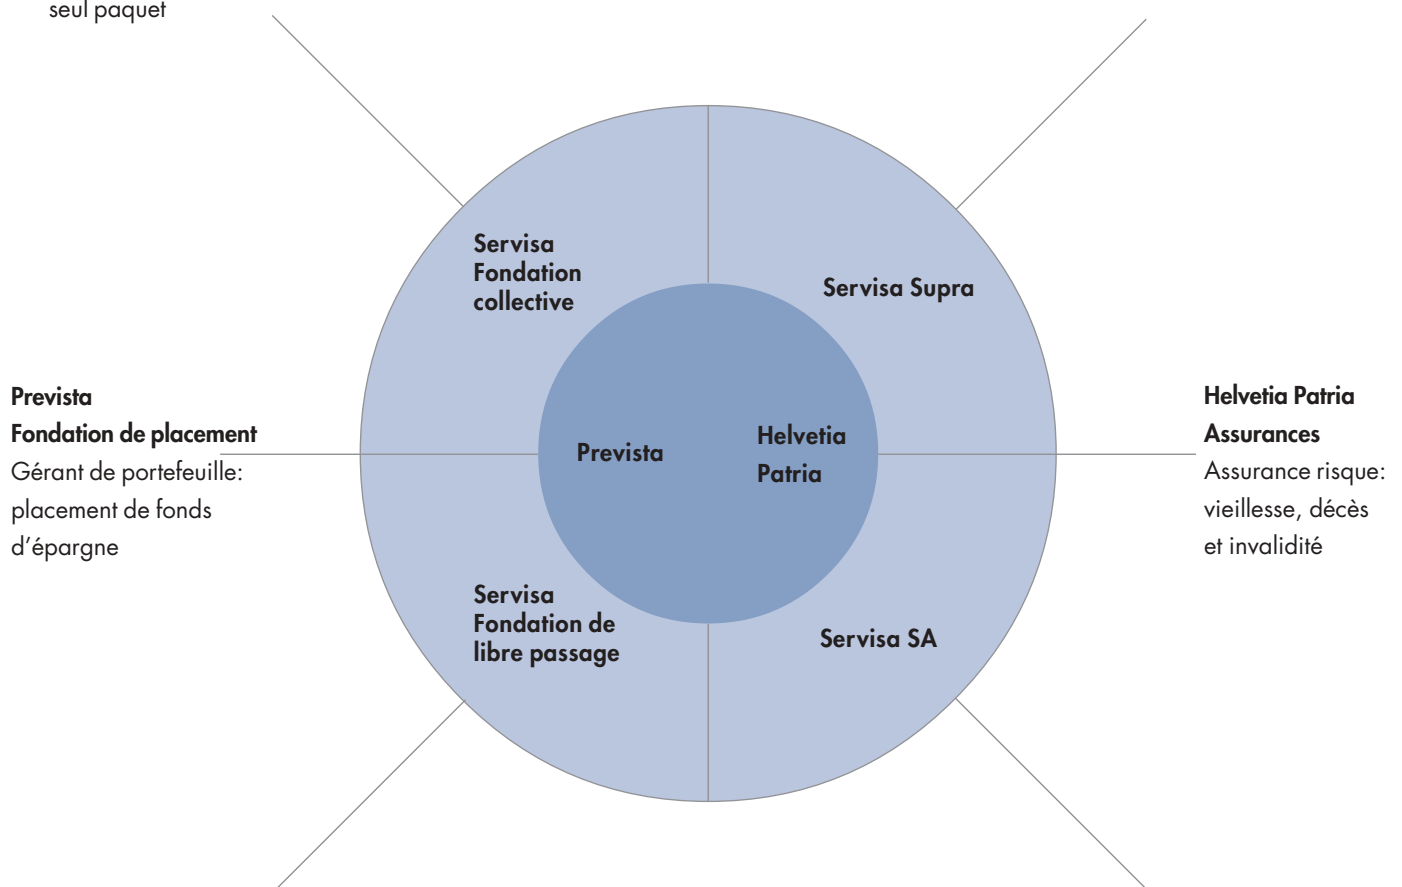 seul paquet
Servisa
Fondation
collective
Servisa Supra
Prevista
Fondation de placement
Gérant de portefeuille:
placement de fonds
d'épargne
Prevista
Helvetia
Patria
Helvetia Patria
Assurances
Assurance risque:
vieillesse, décès
et invalidité
Servisa
Fondation de
libre passage
Servisa SA